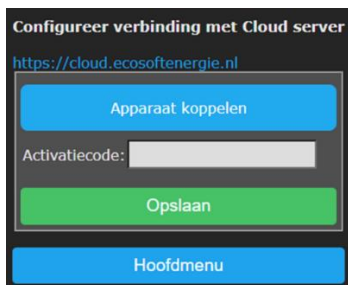 Configureer verbinding met Cloud server
https://cloud.ecosoftenergie.nl
Apparaat koppelen
Activatiecode:
Opslaan
Hoofdmenu